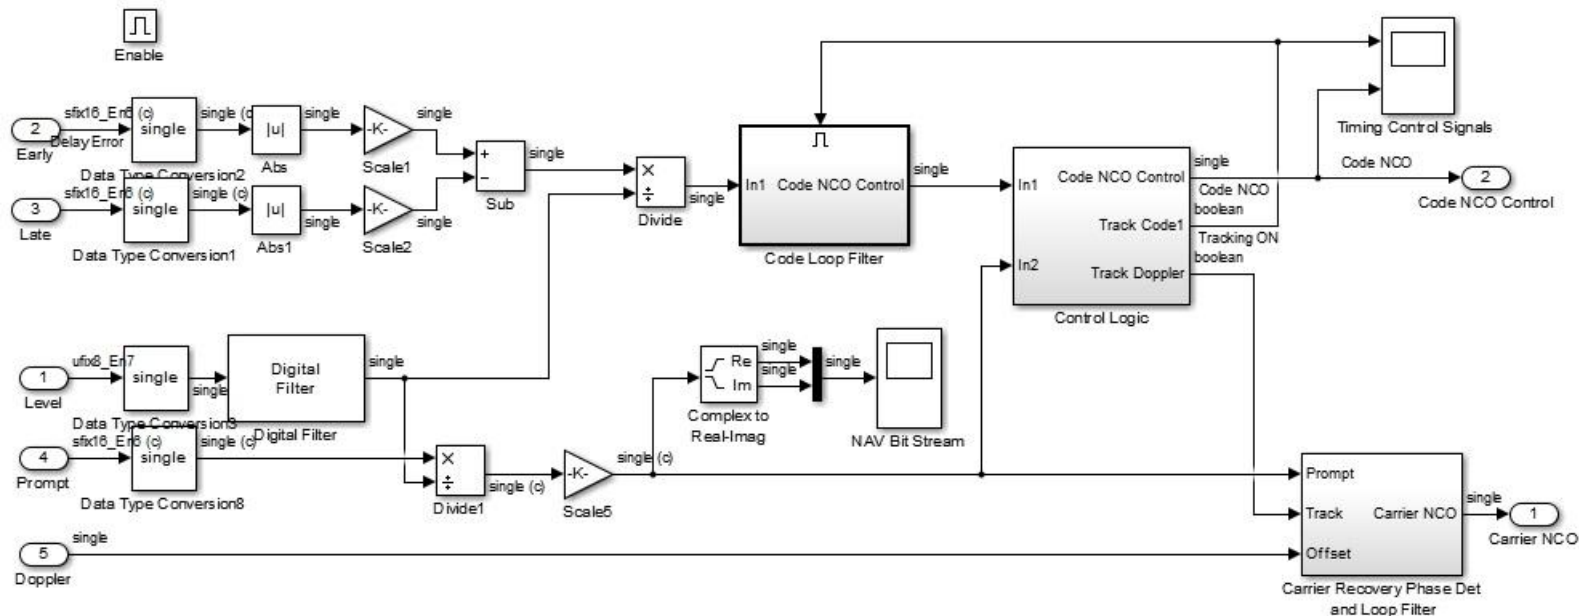 Enable
sfix16_En6 (c)
single (c)
single
single
2
single
|u|
-K-
Delay Error
Early
Data Type Conversion2
Abs
Scale1
sfix16_En6 (c)
single (c)
single
single
3
single
|u|
-K-
Late
Data Type Conversion1
Abs1
Scale2
+
−
single
Sub
×
÷
single
Divide
In1
Code NCO Control
single
Code Loop Filter
In1
In2
Code NCO Control
Track Code1
Track Doppler
Control Logic
single
Code NCO
boolean
Tracking ON
boolean
Timing Control Signals
Code NCO
2
Code NCO Control
ufix8_En7
1
single
single
Digital
Filter
single
Level
Data Type Conversion3
Digital Filter
sfix16_En6 (c)
single (c)
4
single
Prompt
Data Type Conversion8
×
÷
single (c)
Divide1
-K-
Scale5
single (c)
Re
Im
single
single
single
Complex to
Real-Imag
NAV Bit Stream
single
5
Doppler
Prompt
Track
Offset
Carrier NCO
single
1
Carrier NCO
Carrier Recovery Phase Det
and Loop Filter